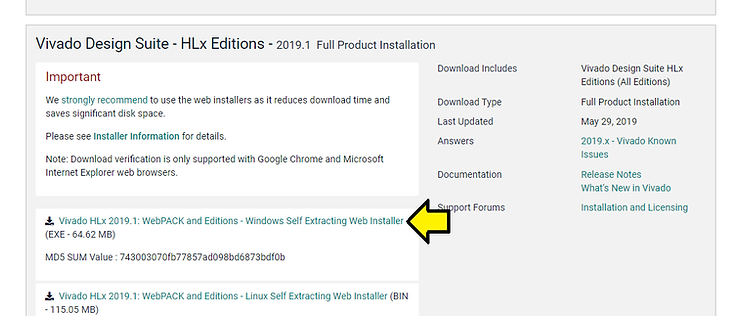 Vivado Design Suite - HLx Editions - 2019.1 Full Product Installation
Important
We strongly recommend to use the web installers as it reduces download time and
saves significant disk space.
Please see Installer Information for details.
Note: Download verification is only supported with Google Chrome and Microsoft
Internet Explorer web browsers.
Vivado HLx 2019.1: WebPACK and Editions - Windows Self Extracting Web Installer
(EXE - 64.62 MB)
MD5 SUM Value : 743003070fb77857ad098bd6873bdf0b
Vivado HLx 2019.1: WebPACK and Editions - Linux Self Extracting Web Installer (BIN
- 115.05 MB)
Download Includes
Vivado Design Suite HLx
Editions (All Editions)
Download Type
Full Product Installation
Last Updated
May 29, 2019
Answers
2019.x - Vivado Known
Issues
Documentation
Release Notes
What's New in Vivado
Support Forums
Installation and Licensing